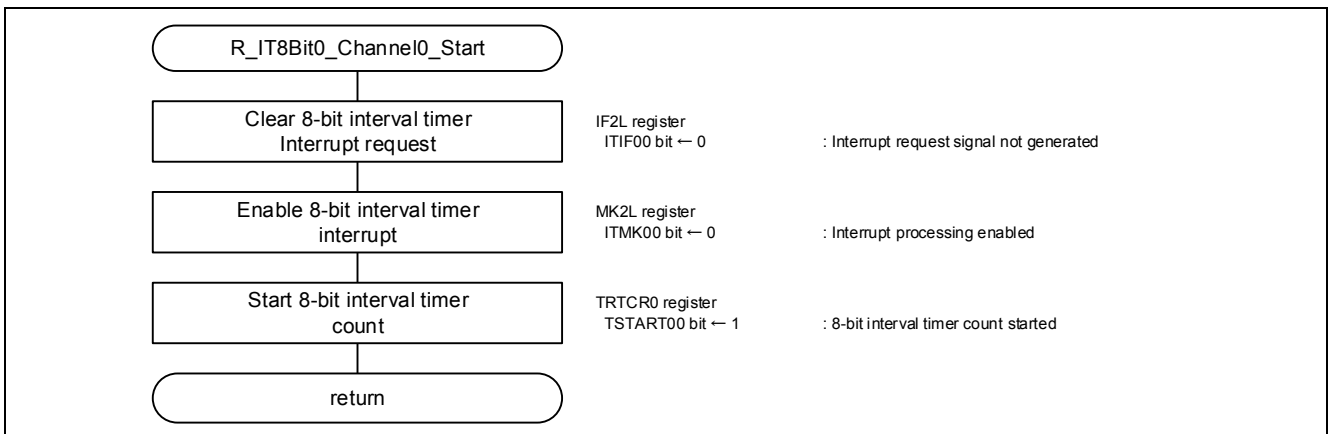 R_IT8Bit0_Channel0_Start
Clear 8-bit interval timer
Interrupt request
IF2L register
ITIF00 bit ← 0 : Interrupt request signal not generated
Enable 8-bit interval timer
interrupt
MK2L register
ITMK00 bit ← 0 : Interrupt processing enabled
Start 8-bit interval timer
count
TRTCR0 register
TSTART00 bit ← 1 : 8-bit interval timer count started
return